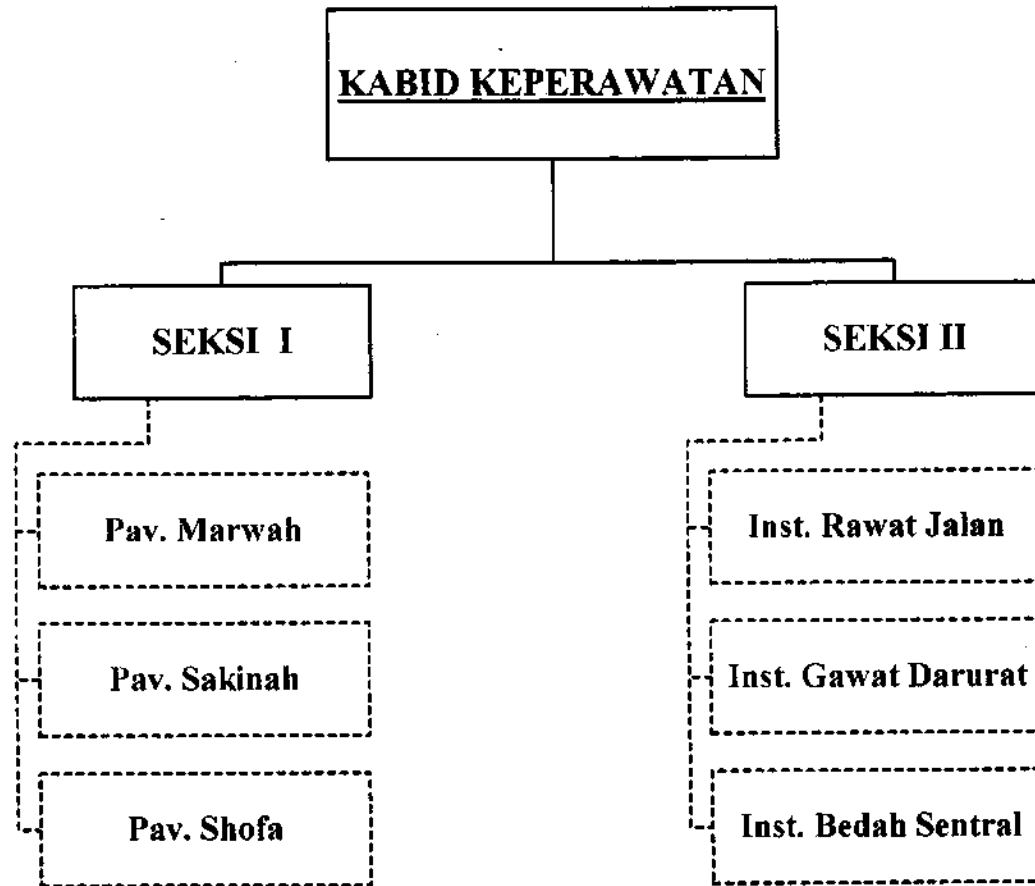 KABID KEPERAWATAN
SEKSI I
SEKSI II
Pav. Marwah
Inst. Rawat Jalan
Pav. Sakinah
Inst. Gawat Darurat
Pav. Shofa
Inst. Bedah Sentral